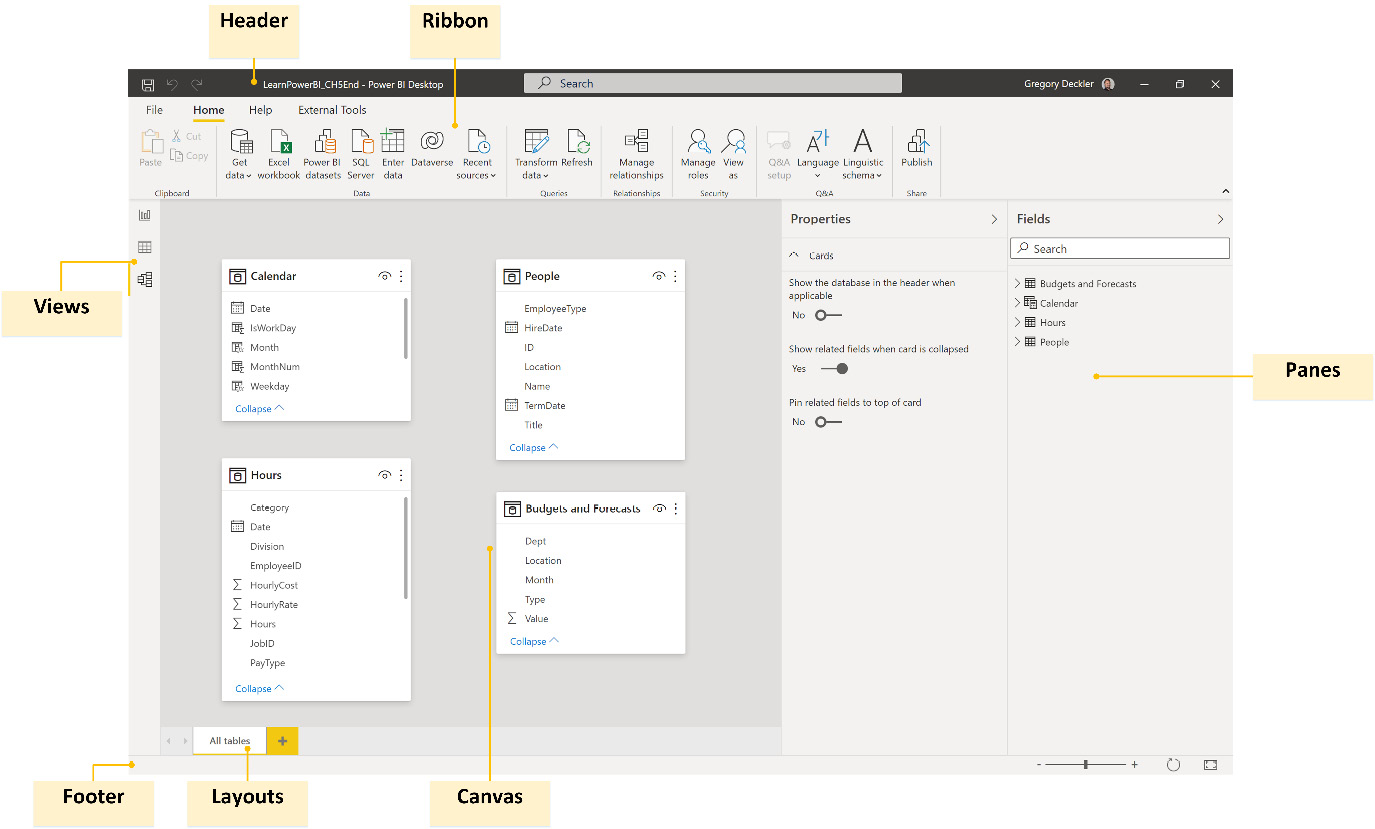 Header
Ribbon
LearnPowerBI_CH5End - Power BI Desktop
Search
Gregory Deckler
File Home Help External Tools
Paste
Cut
Copy
Clipboard
Get data
Excel workbook
Power BI datasets
SQL Server
Enter data
Dataverse
Recent sources
Data
Transform data
Refresh
Queries
Manage relationships
Relationships
Manage roles
View as
Security
Q&A setup
Language
Linguistic schema
Q&A
Publish
Share
Views
Calendar
Date
IsWorkDay
Month
MonthNum
Weekday
Collapse
People
EmployeeType
HireDate
ID
Location
Name
TermDate
Title
Collapse
Hours
Category
Date
Division
EmployeeID
HourlyCost
HourlyRate
Hours
JobID
PayType
Collapse
Budgets and Forecasts
Dept
Location
Month
Type
Value
Collapse
Properties
Cards
Show the database in the header when
applicable
No
Show related fields when card is collapsed
Yes
Pin related fields to top of card
No
Fields
Search
Budgets and Forecasts
Calendar
Hours
People
Panes
All tables
+
- +
Footer
Layouts
Canvas